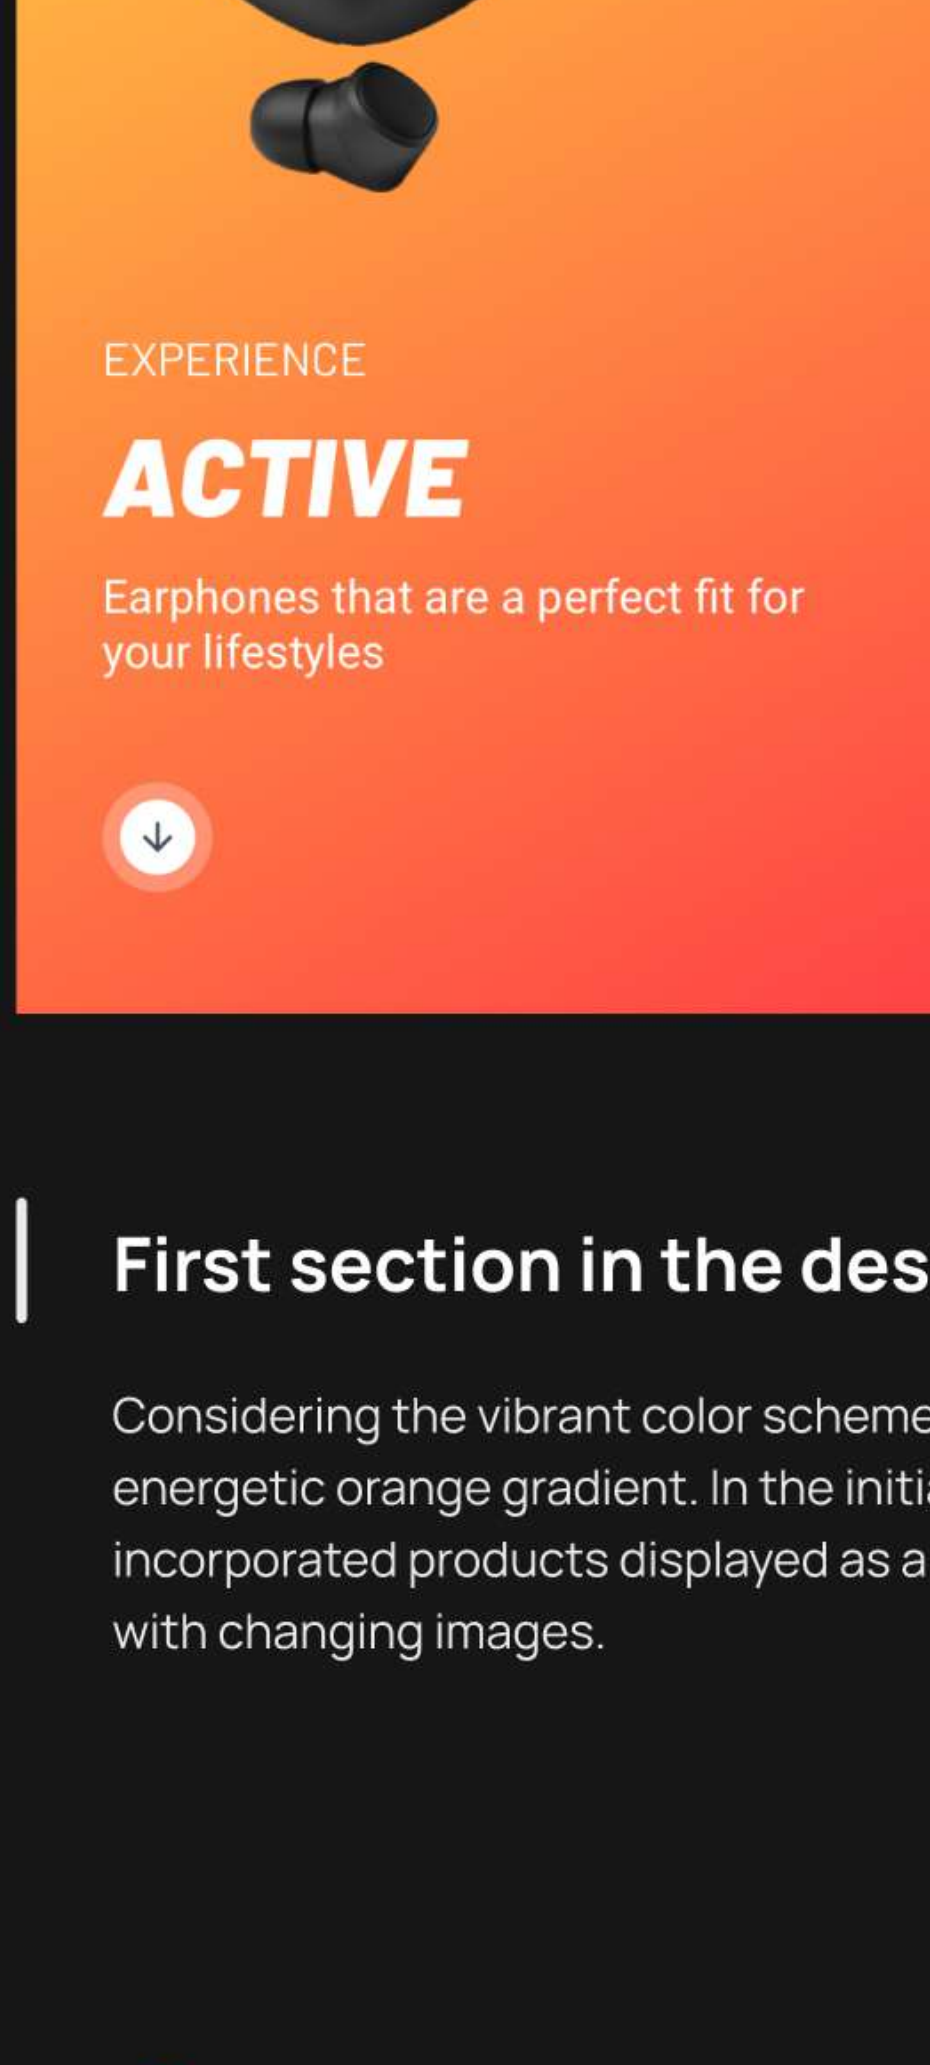 EXPERIENCE
ACTIVE
Earphones that are a perfect fit for
your lifestyles
First section in the des
Considering the vibrant color scheme
energetic orange gradient. In the initia
incorporated products displayed as a
with changing images.